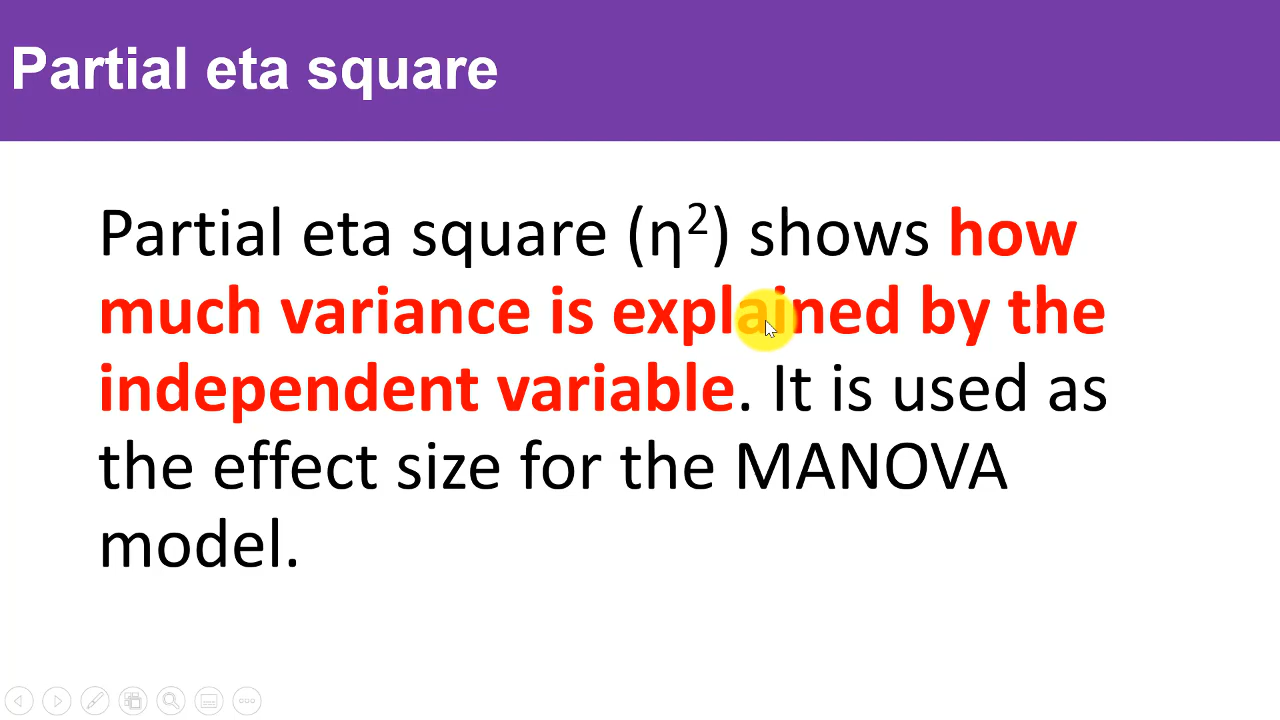 Partial eta square
Partial eta square (η²) shows how
much variance is explained by the
independent variable. It is used as
the effect size for the MANOVA
model.